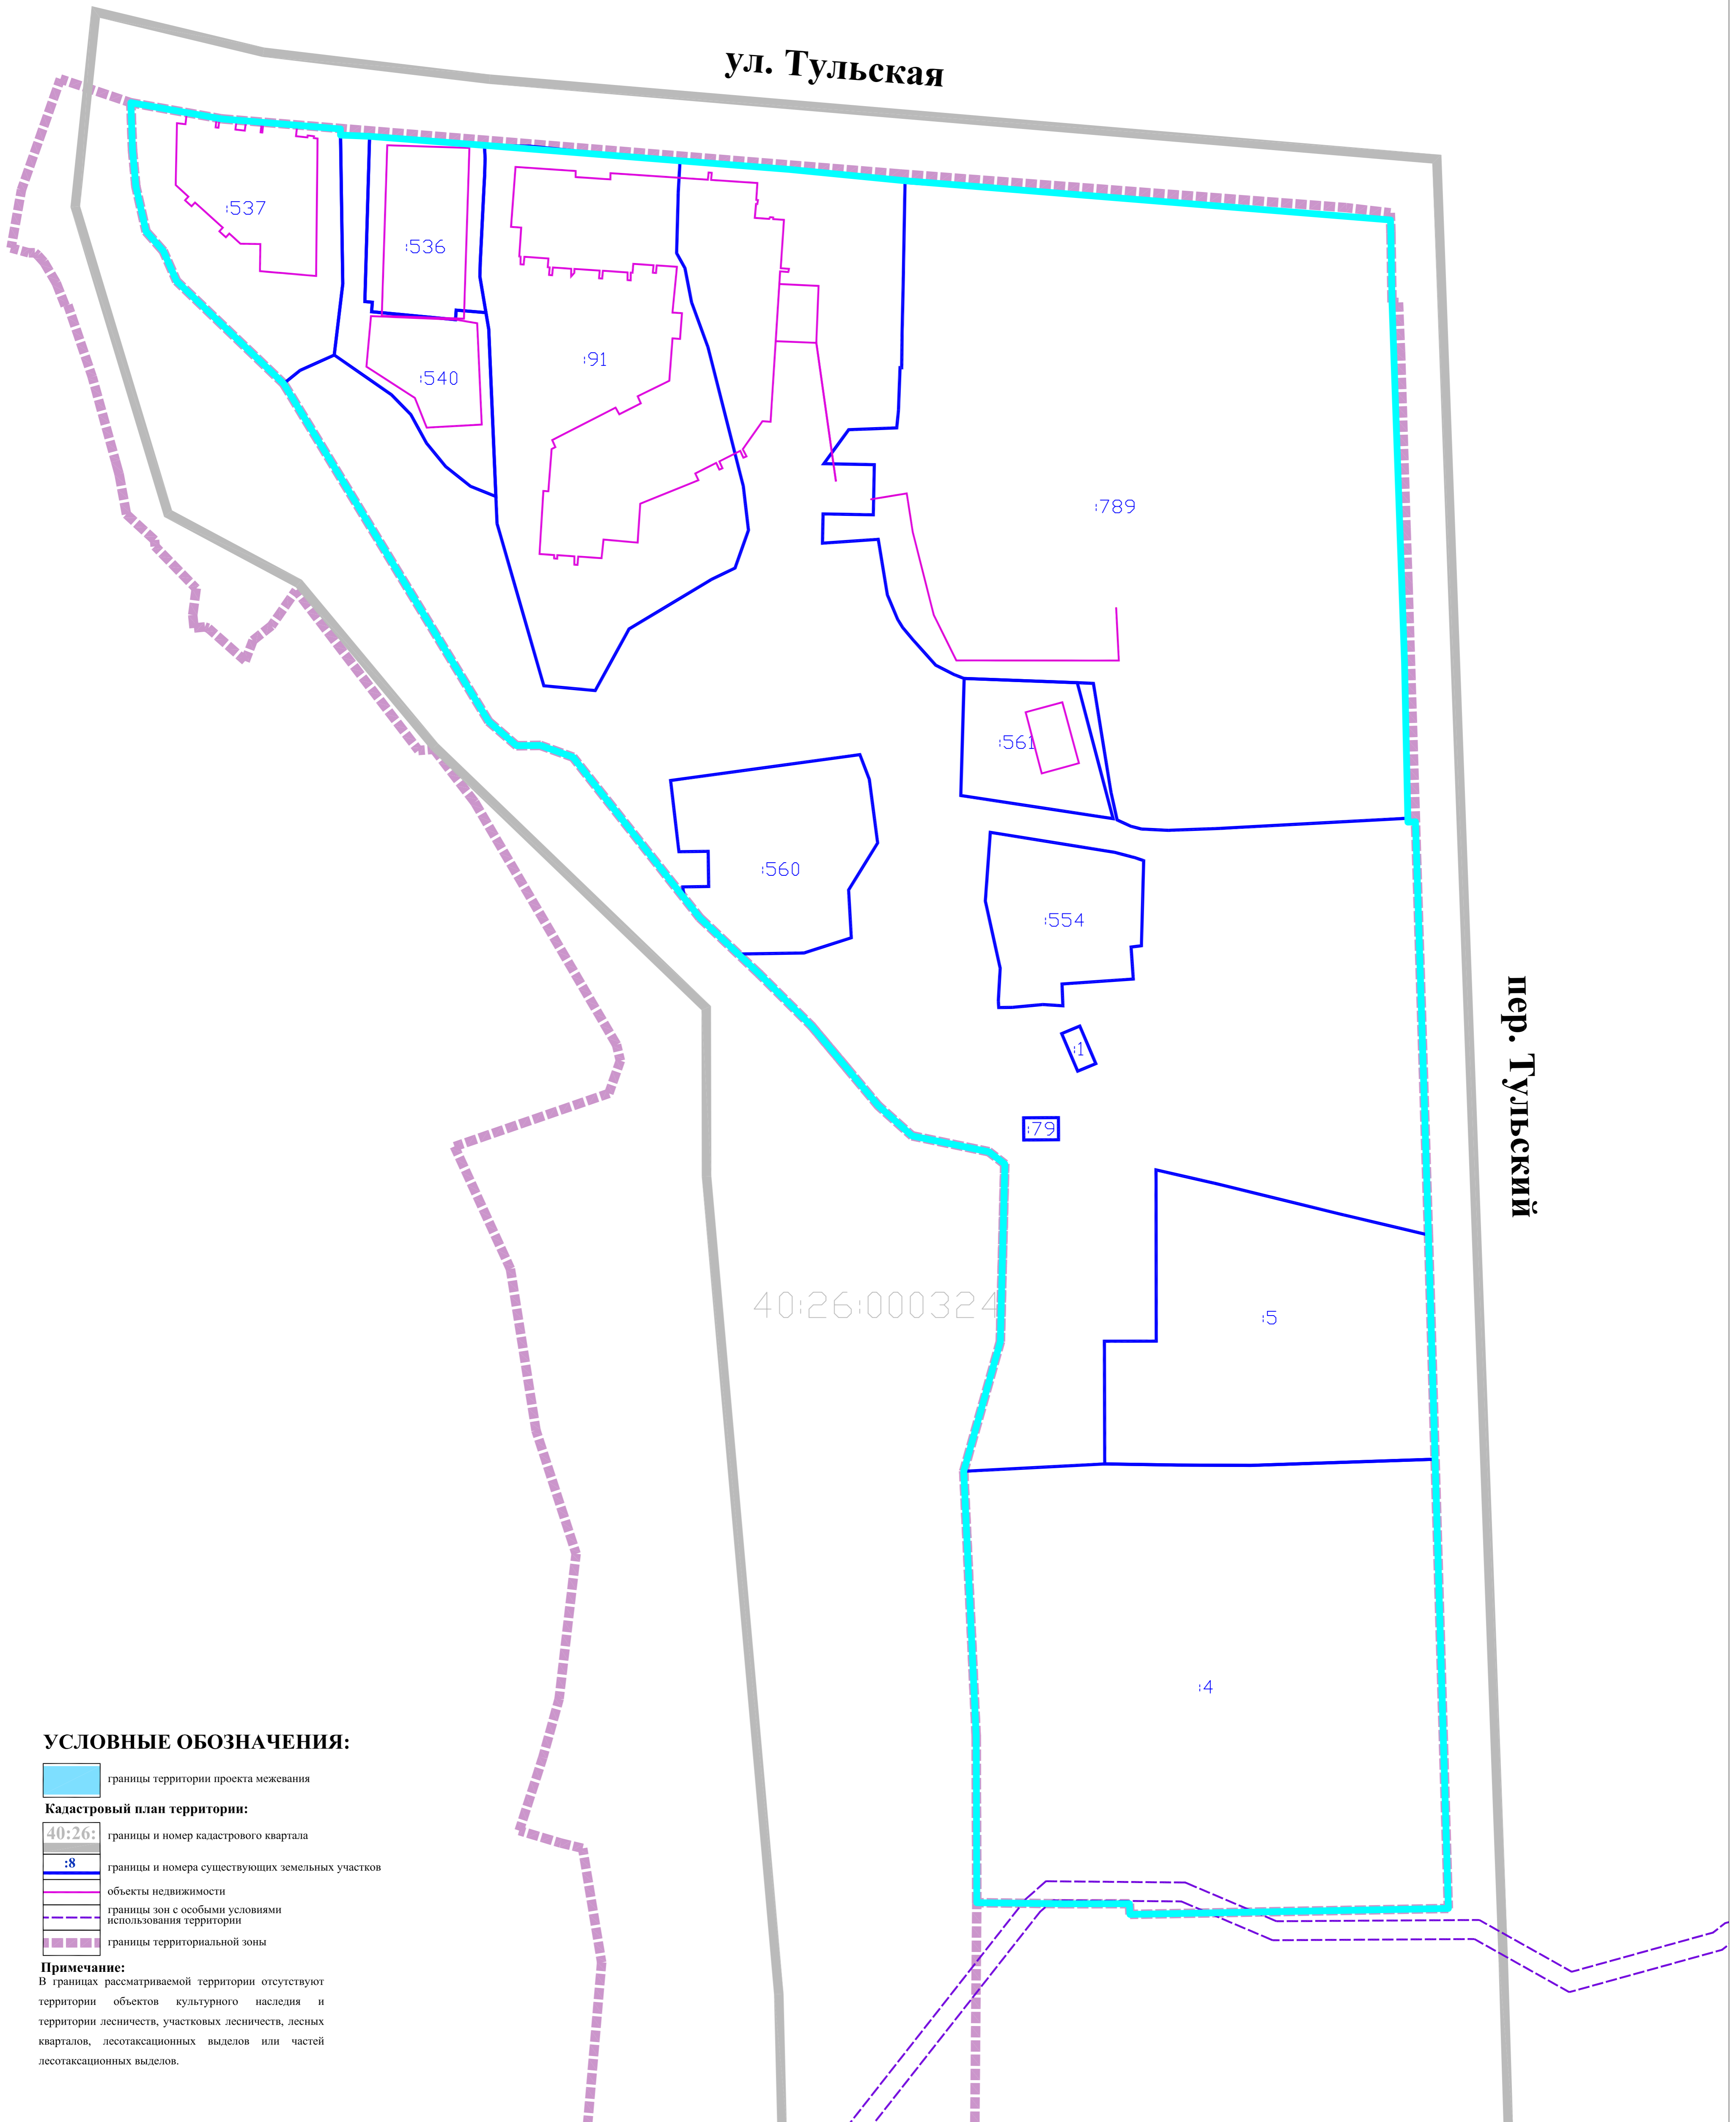 ул. Тульская
:537
:536
:91
:540
:789
:561
:560
:554
пер. Тульский
:1
:79
40:26:000324
:5
:4
УСЛОВНЫЕ ОБОЗНАЧЕНИЯ:
границы территории проекта межевания
Кадастровый план территории:
40:26: границы и номер кадастрового квартала
:8 границы и номера существующих земельных участков
объекты недвижимости
границы зон с особыми условиями
использования территории
границы территориальной зоны
Примечание:
В границах рассматриваемой территории отсутствуют
территории объектов культурного наследия и
территории лесничеств, участковых лесничеств, лесных
кварталов, лесотаксационных выделов или частей
лесотаксационных выделов.